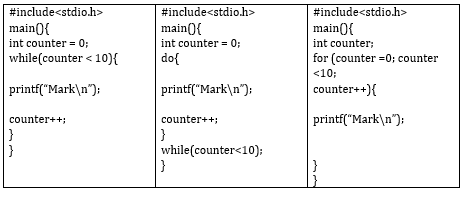 #include<stdio.h>
main(){
int counter = 0;
while(counter < 10){
printf(“Mark\n”);
counter++;
}
}
#include<stdio.h>
main(){
int counter = 0;
do{
printf(“Mark\n”);
counter++;
}
while(counter<10);
}
#include<stdio.h>
main(){
int counter;
for (counter =0; counter
<10;
counter++){
printf(“Mark\n”);
}
}